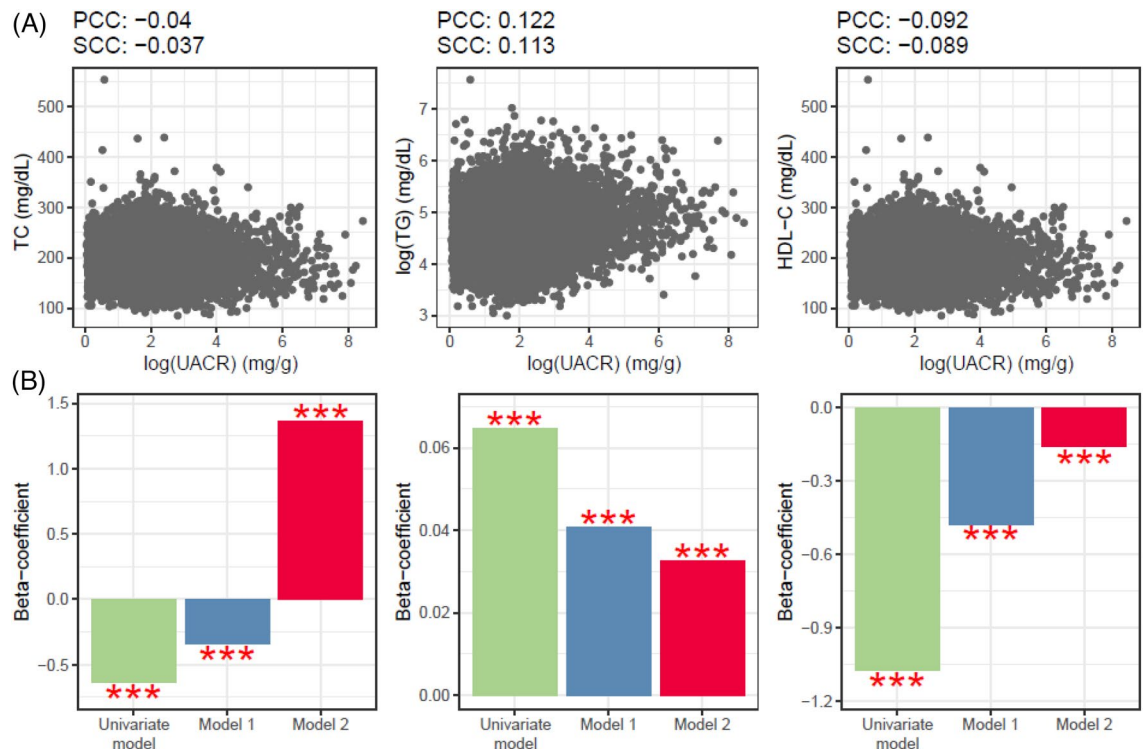 (A)
PCC: −0.04
SCC: −0.037
PCC: 0.122
SCC: 0.113
PCC: −0.092
SCC: −0.089
TC (mg/dL)
500
400
300
200
100
0 2 4 6 8
log(UACR) (mg/g)
log(TG) (mg/dL)
7
6
5
4
3
0 2 4 6 8
log(UACR) (mg/g)
HDL−C (mg/dL)
500
400
300
200
100
0 2 4 6 8
log(UACR) (mg/g)
(B)
Beta−coefficient
1.5
1.0
0.5
0.0
−0.5
***
***
***
Univariate
model
Model 1
Model 2
Beta−coefficient
0.06
0.04
0.02
0.00
***
***
***
Univariate
model
Model 1
Model 2
Beta−coefficient
0.0
−0.3
−0.6
−0.9
−1.2
***
***
***
Univariate
model
Model 1
Model 2